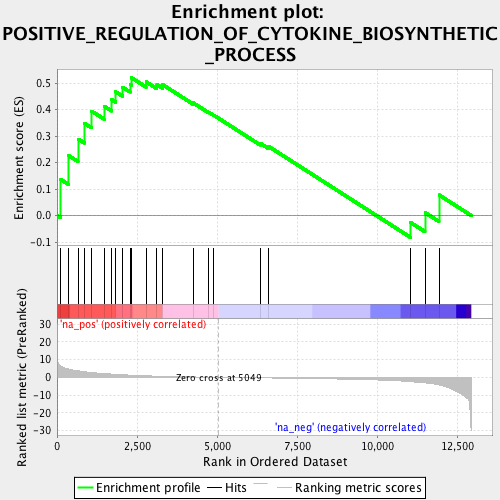 Enrichment plot:
POSITIVE_REGULATION_OF_CYTOKINE_BIOSYNTHETIC
_PROCESS
Enrichment score (ES)
0.5
0.4
0.3
0.2
0.1
0.0
-0.1
'na_pos' (positively correlated)
Ranked list metric (PreRanked)
30
20
10
0
-10
-20
-30
Zero cross at 5049
'na_neg' (negatively correlated)
0
2,500
5,000
7,500
10,000
12,500
Rank in Ordered Dataset
Enrichment profile
Hits
Ranking metric scores